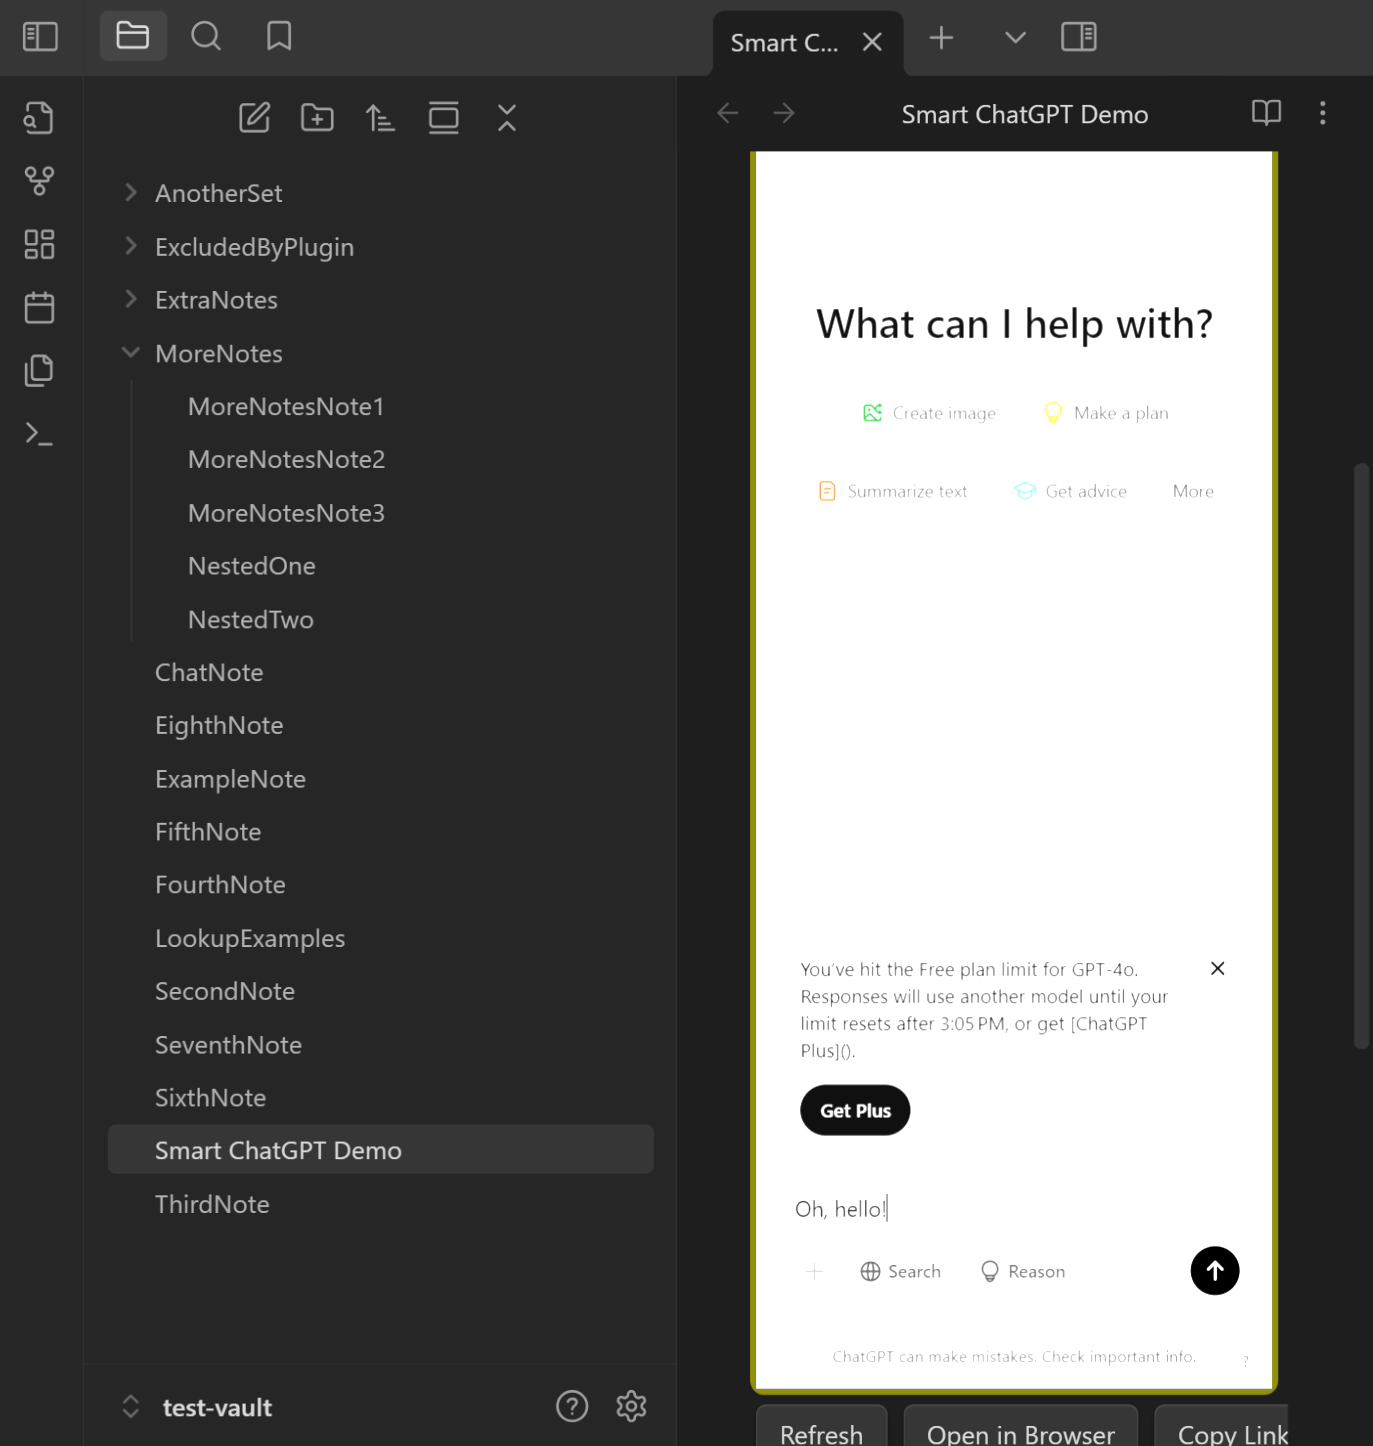 Smart C...
Smart ChatGPT Demo
AnotherSet
ExcludedByPlugin
ExtraNotes
MoreNotes
MoreNotesNote1
MoreNotesNote2
MoreNotesNote3
NestedOne
NestedTwo
ChatNote
EighthNote
ExampleNote
FifthNote
FourthNote
LookupExamples
SecondNote
SeventhNote
SixthNote
Smart ChatGPT Demo
ThirdNote
test-vault
What can I help with?
Create image
Make a plan
Summarize text
Get advice
More
You've hit the Free plan limit for GPT-4o.
Responses will use another model until your
limit resets after 3:05 PM, or get [ChatGPT
Plus]().
Get Plus
Oh, hello!
Search
Reason
ChatGPT can make mistakes. Check important info.
?
Refresh
Open in Browser
Copy Link